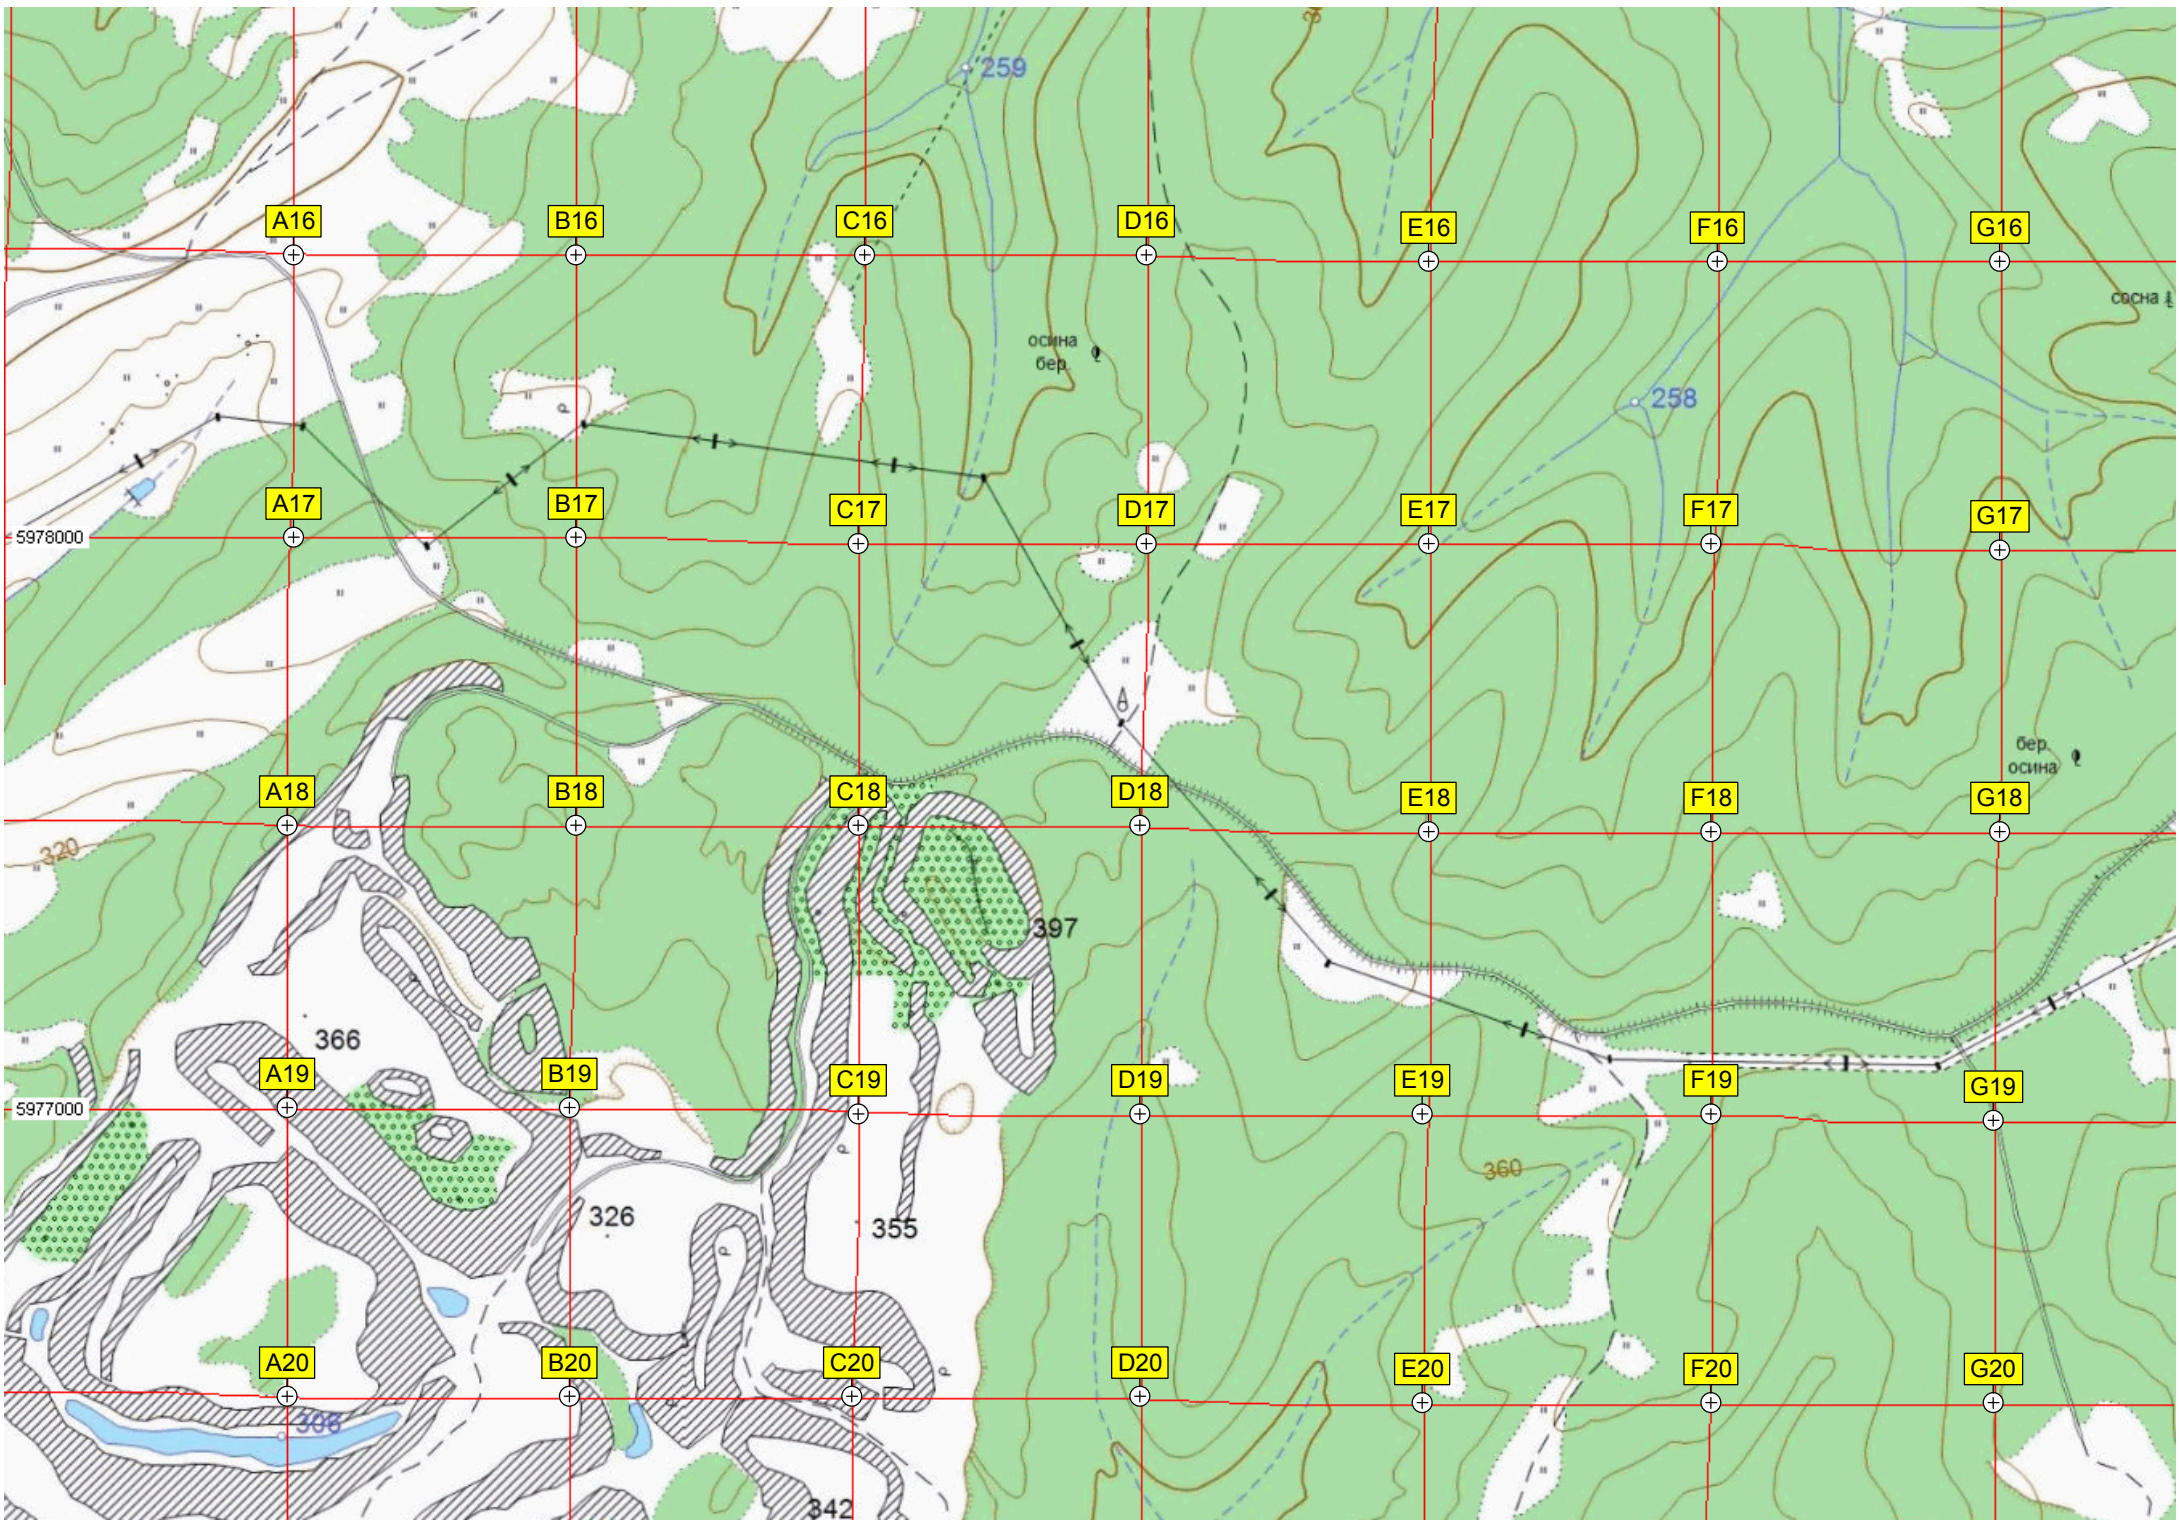 259
A16
B16
C16
D16
E16
F16
G16
сосна
осина
бер.
258
A17
B17
C17
D17
E17
F17
G17
5978000
бер.
осина
A18
B18
C18
D18
E18
F18
G18
320
397
366
A19
B19
C19
D19
E19
F19
G19
5977000
360
326
355
A20
B20
C20
D20
E20
F20
G20
306
342